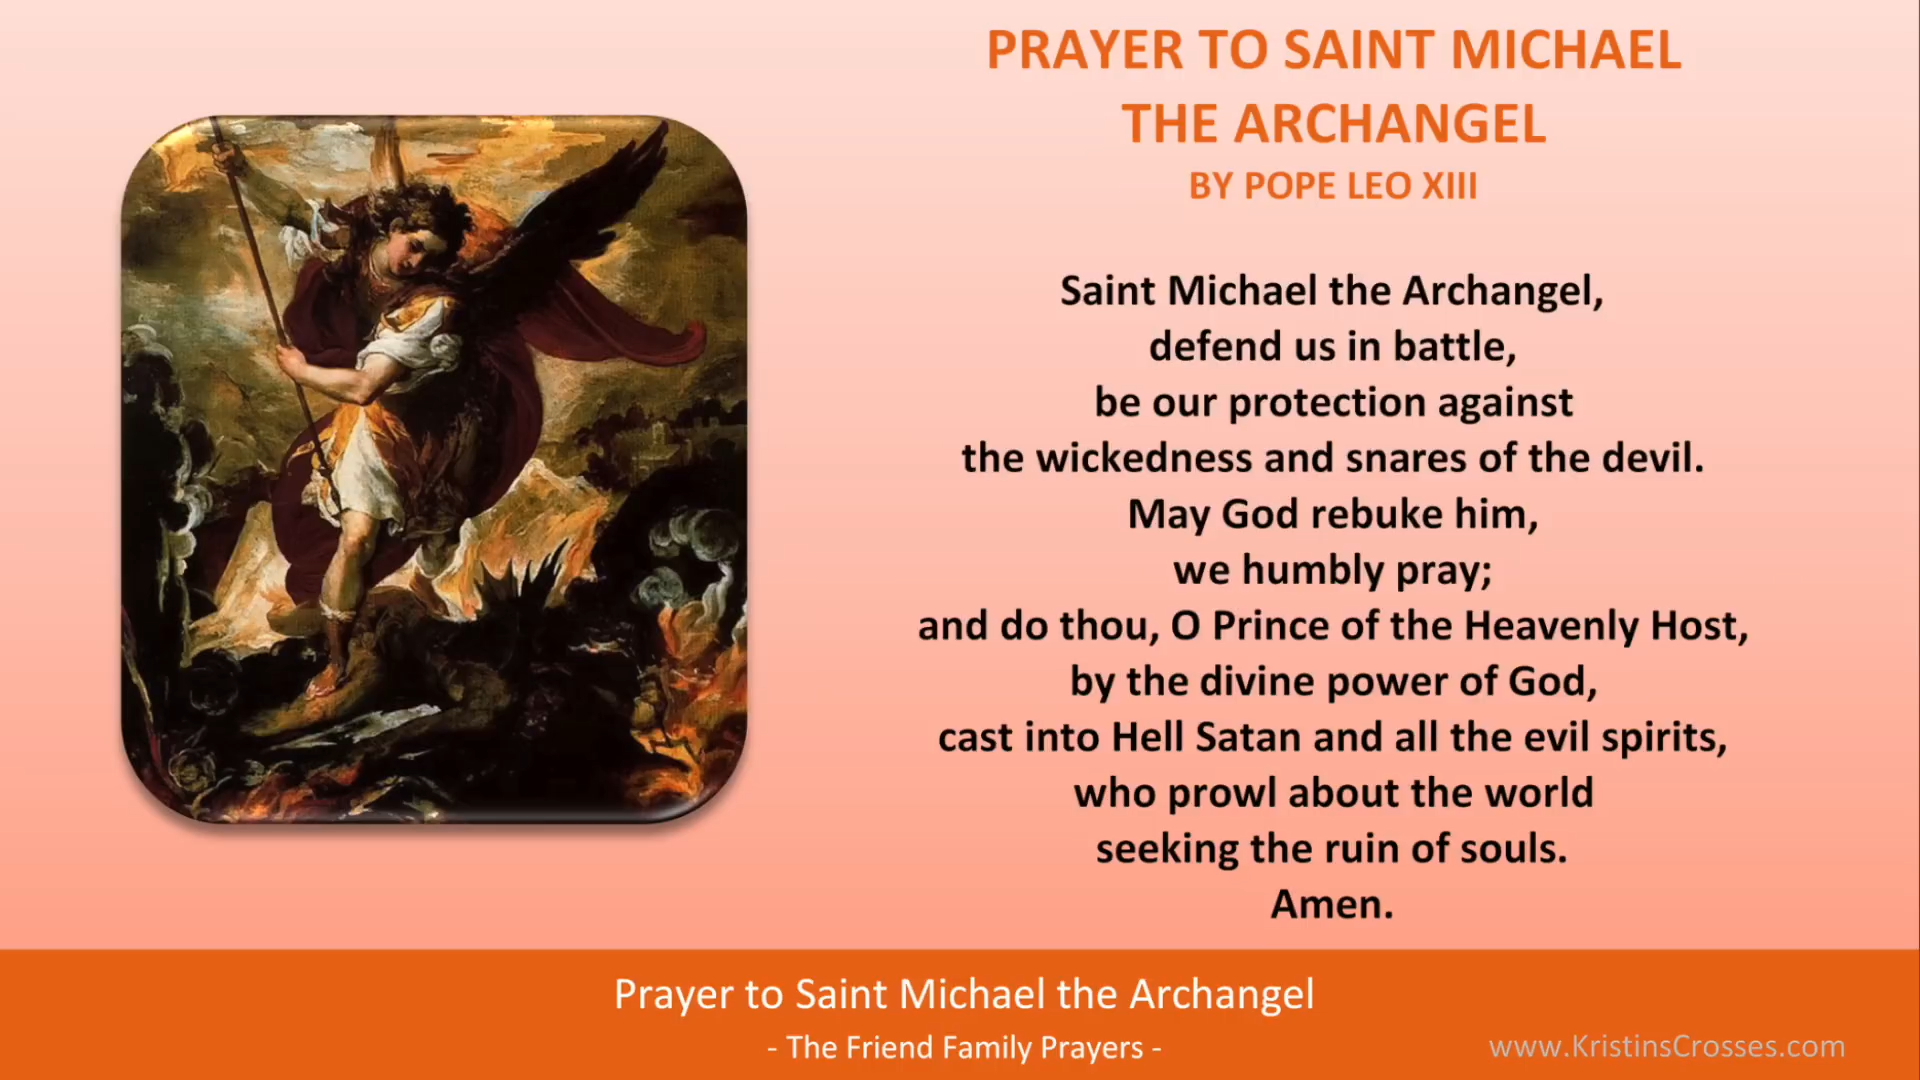 PRAYER TO SAINT MICHAEL
THE ARCHANGEL
BY POPE LEO XIII
Saint Michael the Archangel,
defend us in battle,
be our protection against
the wickedness and snares of the devil.
May God rebuke him,
we humbly pray;
and do thou, O Prince of the Heavenly Host,
by the divine power of God,
cast into Hell Satan and all the evil spirits,
who prowl about the world
seeking the ruin of souls.
Amen.
Prayer to Saint Michael the Archangel
- The Friend Family Prayers -
www.KristinsCrosses.com